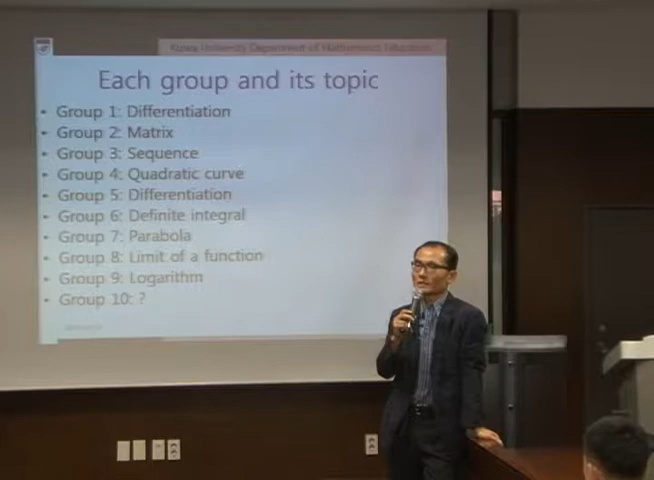 Korea University Department of Mathematics Education
Each group and its topic
• Group 1: Differentiation
• Group 2: Matrix
• Group 3: Sequence
• Group 4: Quadratic curve
• Group 5: Differentiation
• Group 6: Definite integral
• Group 7: Parabola
• Group 8: Limit of a function
• Group 9: Logarithm
• Group 10: ?